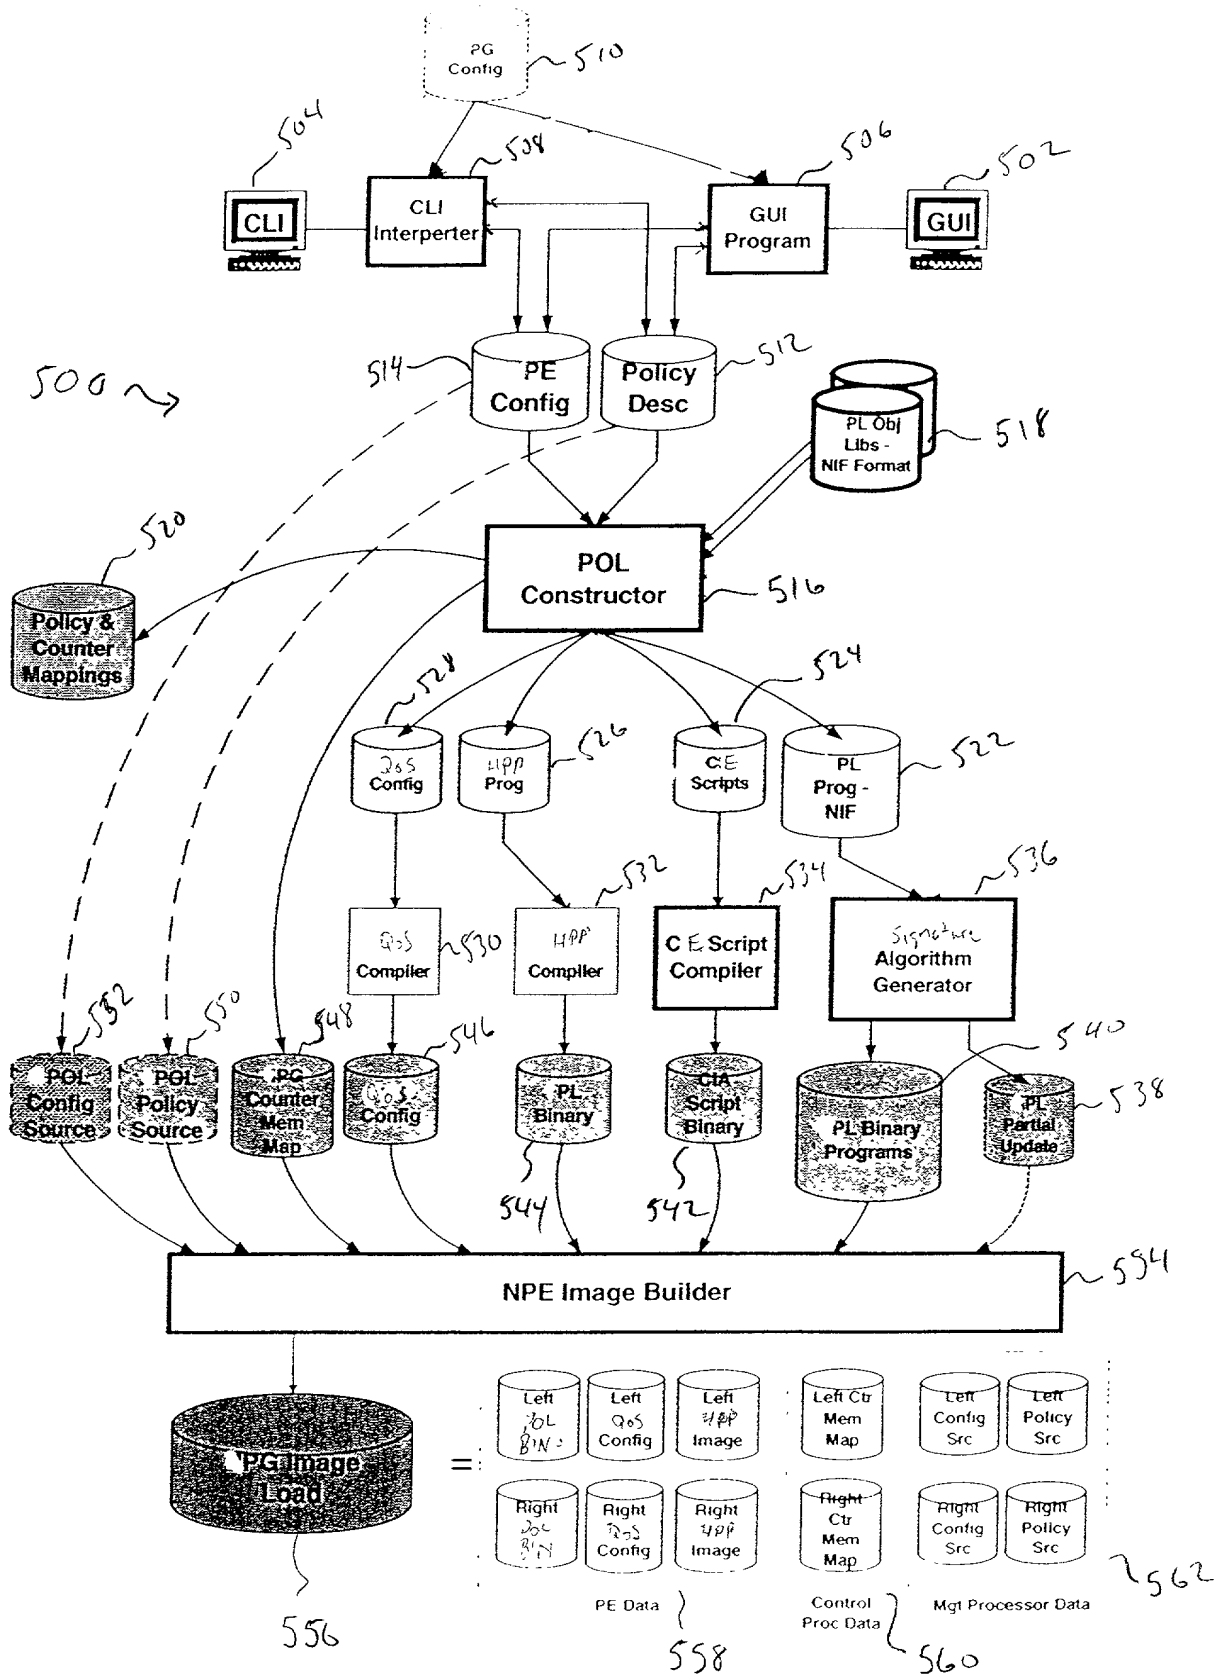 PG
Config
510
504
508
506
502
CLI
CLI
Interperter
GUI
Program
GUI
500
514
PE
Config
Policy
Desc
512
PL Obj
Libs -
NIF Format
518
520
POL
Constructor
516
Policy &
Counter
Mappings
528
526
524
522
QoS
Config
HPP
Prog
CE
Scripts
PL
Prog -
NIF
532
534
536
QoS
Compiler
530
HPP
Compiler
CE Script
Compiler
Signature
Algorithm
Generator
552
550
548
546
540
538
POL
Config
Source
POL
Policy
Source
PG
Counter
Mem
Map
QoS
Config
PL
Binary
CIA
Script
Binary
PL Binary
Programs
PL
Partial
Update
544
542
NPE Image Builder
554
PG Image
Load
556
=
Left
POL
BIN
Left
QoS
Config
Left
HPP
Image
Left Ctr
Mem
Map
Left
Config
Src
Left
Policy
Src
Right
POL
BIN
Right
QoS
Config
Right
HPP
Image
Right
Ctr
Mem
Map
Right
Config
Src
Right
Policy
Src
562
PE Data
558
Control
Proc Data
560
Mgt Processor Data